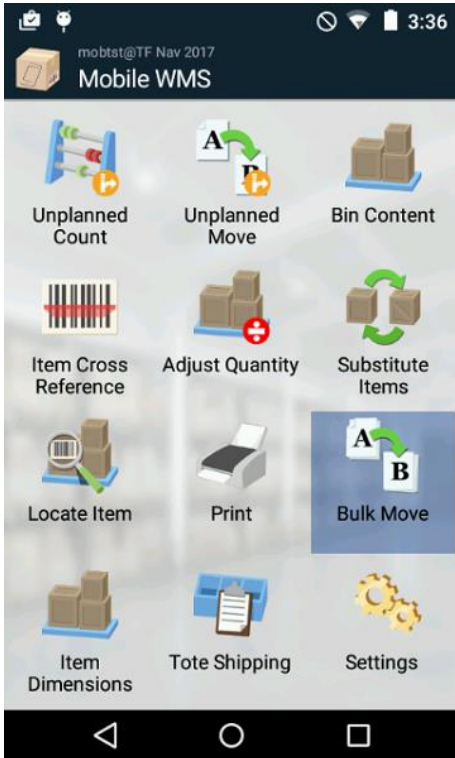 3:36
mobtst@TF Nav 2017
Mobile WMS
A
Unplanned
Count
Unplanned
Move
Bin Content
Item Cross
Reference
Adjust Quantity
Substitute
Items
A
B
Locate Item
Print
Bulk Move
Item
Dimensions
Tote Shipping
Settings